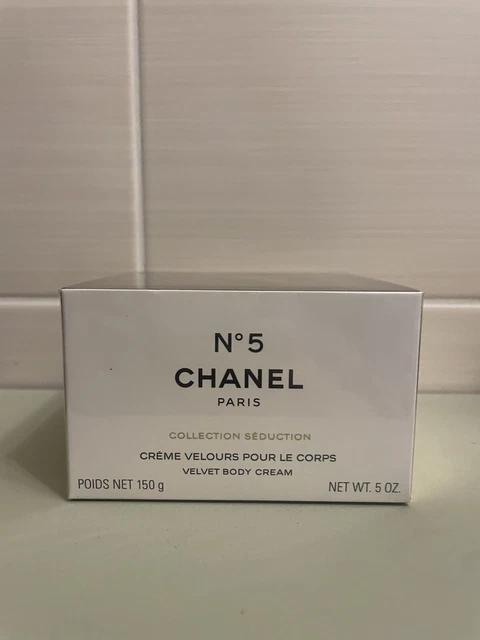 N°5
CHANEL
PARIS
COLLECTION SÉDUCTION
CRÈME VELOURS POUR LE CORPS
VELVET BODY CREAM
POIDS NET 150 g
NET WT. 5 OZ.